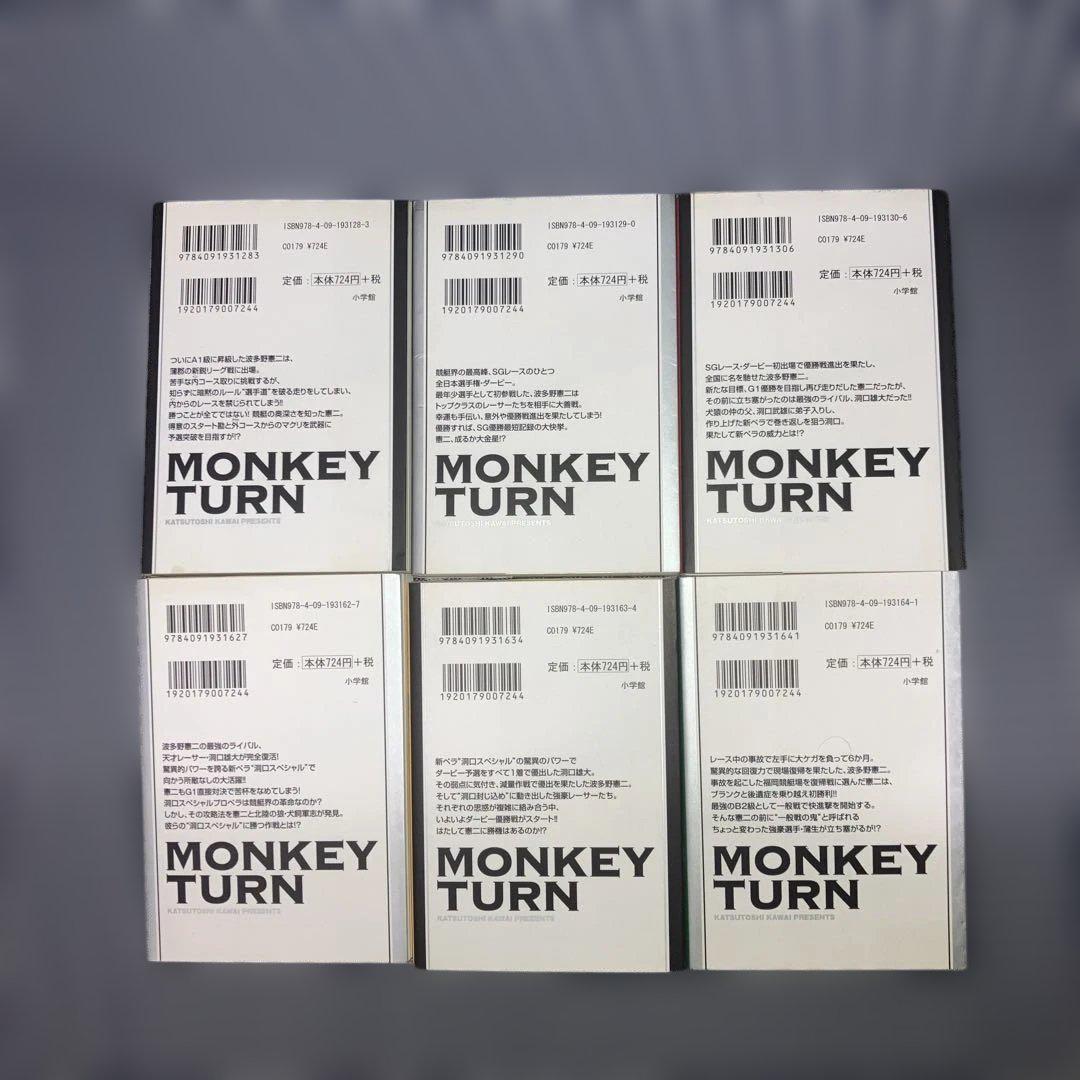 ISBN978-4-09-193128-3
9784091931283
C0179 ¥724E
定価：本体724円+税
1920179007244
小学館
ついにA1級に昇級した波多野憲二は、
蒲郡の新鋭リーグ戦に出場。
苦手な内コース取りに挑戦するが、
知らずに暗黙のルール“選手道”を破る走りをしてしまい、
内からのレースを禁じられてしまう!!
勝つことが全てではない! 競艇の奥深さを知った憲二。
得意のスタート勘と外コースからのマクリを武器に
予選突破を目指すが!?
MONKEY
TURN
KATSUTOSHI KAWAI PRESENTS
ISBN978-4-09-193129-0
9784091931290
C0179 ¥724E
定価：本体724円+税
1920179007244
小学館
競艇界の最高峰、SGレースのひとつ
全日本選手権・ダービー。
最年少選手として初参戦した、波多野憲二は
トップクラスのレーサーたちを相手に大善戦。
幸運も手伝い、意外や優勝戦進出を果たしてしまう!
優勝すれば、SG優勝最短記録の大快挙。
憲二、成るか大金星!?
MONKEY
TURN
KATSUTOSHI KAWAI PRESENTS
ISBN978-4-09-193130-6
9784091931306
C0179 ¥724E
定価：本体724円+税
1920179007244
小学館
SGレース・ダービー初出場で優勝戦進出を果たし、
全国に名を馳せた波多野憲二。
新たな目標、G1優勝を目指し再び走りだした憲二だったが、
その前に立ち塞がったのは最強のライバル、洞口雄大だった!!
犬猿の仲の父、洞口武雄に弟子入りし、
作り上げた新ペラで巻き返しを狙う洞口。
果たして新ペラの威力とは!?
MONKEY
TURN
KATSUTOSHI KAWAI
ISBN978-4-09-193162-7
9784091931627
C0179 ¥724E
定価：本体724円+税
1920179007244
小学館
波多野憲二の最強のライバル、
天才レーサー・洞口雄大が完全復活!
驚異的パワーを誇る新ペラ“洞口スペシャル”で
向かう所敵なしの大活躍!!
憲二もG1直接対決で苦杯をなめてしまう!
洞口スペシャルプロペラは競艇界の革命なのか?
しかし、その攻略法を憲二と北陸の狼・犬飼軍志が発見。
彼らの“洞口スペシャル”に勝つ作戦とは!?
MONKEY
TURN
KATSUTOSHI KAWAI PRESENTS
ISBN978-4-09-193163-4
9784091931634
C0179 ¥724E
定価：本体724円+税
1920179007244
小学館
新ペラ“洞口スペシャル”の驚異のパワーで
ダービー予選をすべて1着で優出した洞口雄大。
その弱点に気付き、減量作戦で優出を果たした波多野憲二。
そして“洞口封じ込め”に動き出した強豪レーサーたち。
それぞれの思惑が複雑に絡み合う中、
いよいよダービー優勝戦がスタート!!
はたして憲二に勝機はあるのか!?
MONKEY
TURN
KATSUTOSHI KAWAI PRESENTS
ISBN978-4-09-193164-1
9784091931641
C0179 ¥724E
定価：本体724円+税
1920179007244
小学館
レース中の事故で左手に大ケガを負って6か月。
驚異的な回復力で現場復帰を果たした、波多野憲二。
事故を起こした福岡競艇場を復帰戦に選んだ憲二は、
ブランクと後遺症を乗り越え初勝利!!
最強のB2級として一般戦で快進撃を開始する。
そんな憲二の前に“一般戦の鬼”と呼ばれる
ちょっと変わった強豪選手・蒲生が立ち塞がるが!?
MONKEY
TURN
KATSUTOSHI KAWAI PRESENTS